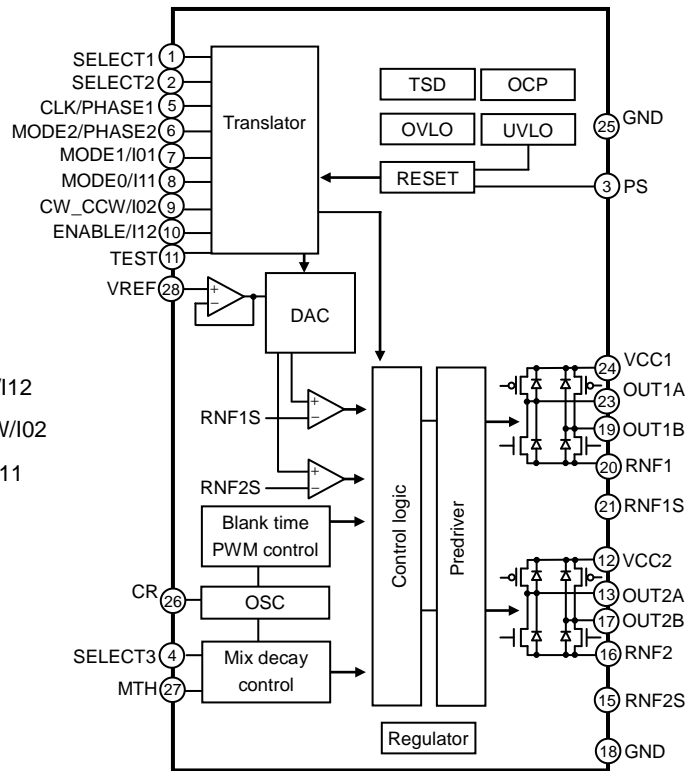 SELECT1 1
SELECT2 2
CLK/PHASE1 5
MODE2/PHASE2 6
MODE1/I01 7
MODE0/I11 8
CW_CCW/I02 9
ENABLE/I12 10
TEST 11
VREF 28
Translator
TSD
OCP
OVLO
UVLO
RESET
25 GND
3 PS
+
−
DAC
/I12
W/I02
11
RNF1S
+
−
RNF2S
+
−
Blank time
PWM control
CR 26
OSC
SELECT3 4
MTH 27
Mix decay
control
Control logic
Predriver
24 VCC1
23 OUT1A
19 OUT1B
20 RNF1
21 RNF1S
12 VCC2
13 OUT2A
17 OUT2B
16 RNF2
15 RNF2S
Regulator
18 GND